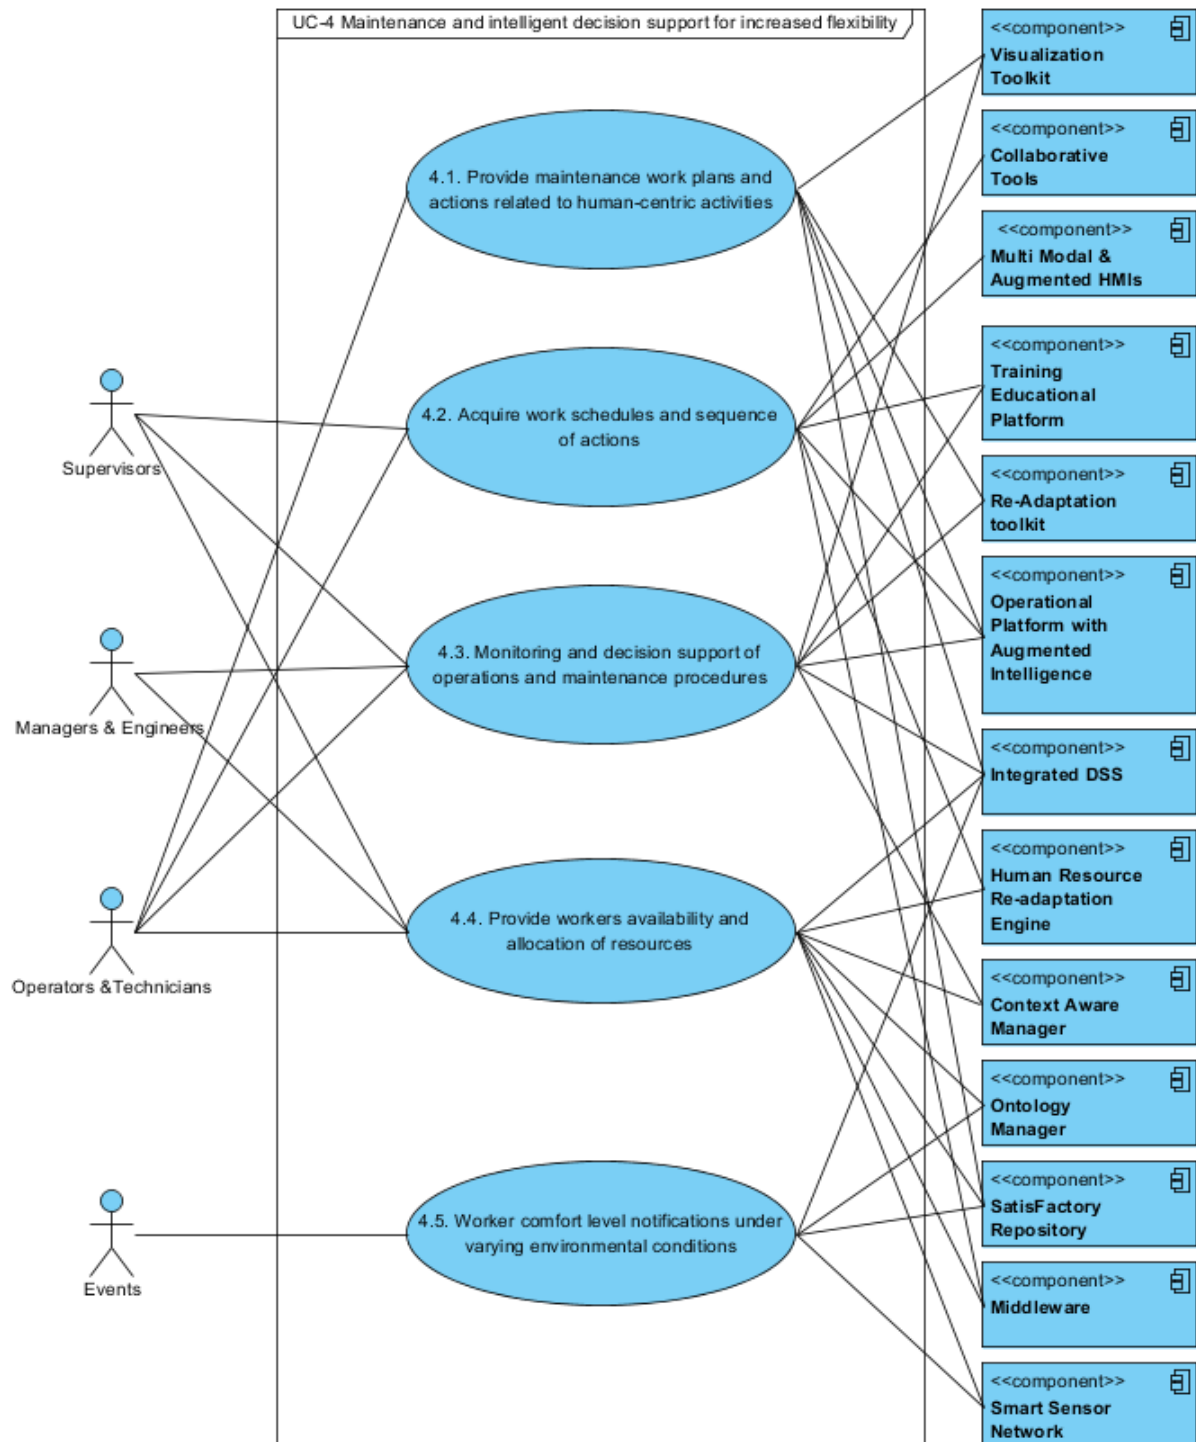 UC-4 Maintenance and intelligent decision support for increased flexibility
4.1. Provide maintenance work plans and
actions related to human-centric activities
4.2. Acquire work schedules and sequence
of actions
4.3. Monitoring and decision support of
operations and maintenance procedures
4.4. Provide workers availability and
allocation of resources
4.5. Worker comfort level notifications under
varying environmental conditions
Supervisors
Managers & Engineers
Operators &Technicians
Events
<<component>>
Visualization
Toolkit
<<component>>
Collaborative
Tools
<<component>>
Multi Modal &
Augmented HMIs
<<component>>
Training
Educational
Platform
<<component>>
Re-Adaptation
toolkit
<<component>>
Operational
Platform with
Augmented
Intelligence
<<component>>
Integrated DSS
<<component>>
Human Resource
Re-adaptation
Engine
<<component>>
Context Aware
Manager
<<component>>
Ontology
Manager
<<component>>
SatisFactory
Repository
<<component>>
Middleware
<<component>>
Smart Sensor
Network